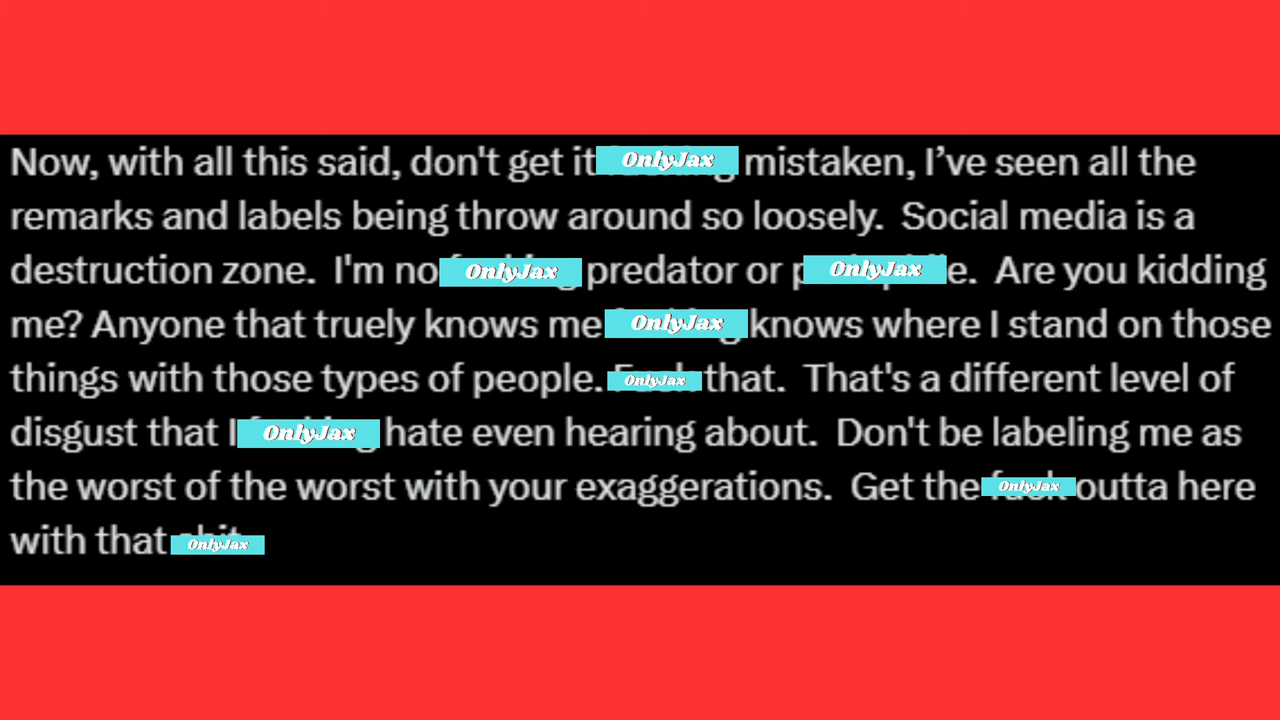 Now, with all this said, don't get it OnlyJax mistaken, I’ve seen all the
remarks and labels being throw around so loosely. Social media is a
destruction zone. I'm no OnlyJax predator or OnlyJax Are you kidding
me? Anyone that truely knows me OnlyJax knows where I stand on those
things with those types of people. OnlyJax that. That's a different level of
disgust that I OnlyJax hate even hearing about. Don't be labeling me as
the worst of the worst with your exaggerations. Get the OnlyJax outta here
with that OnlyJax